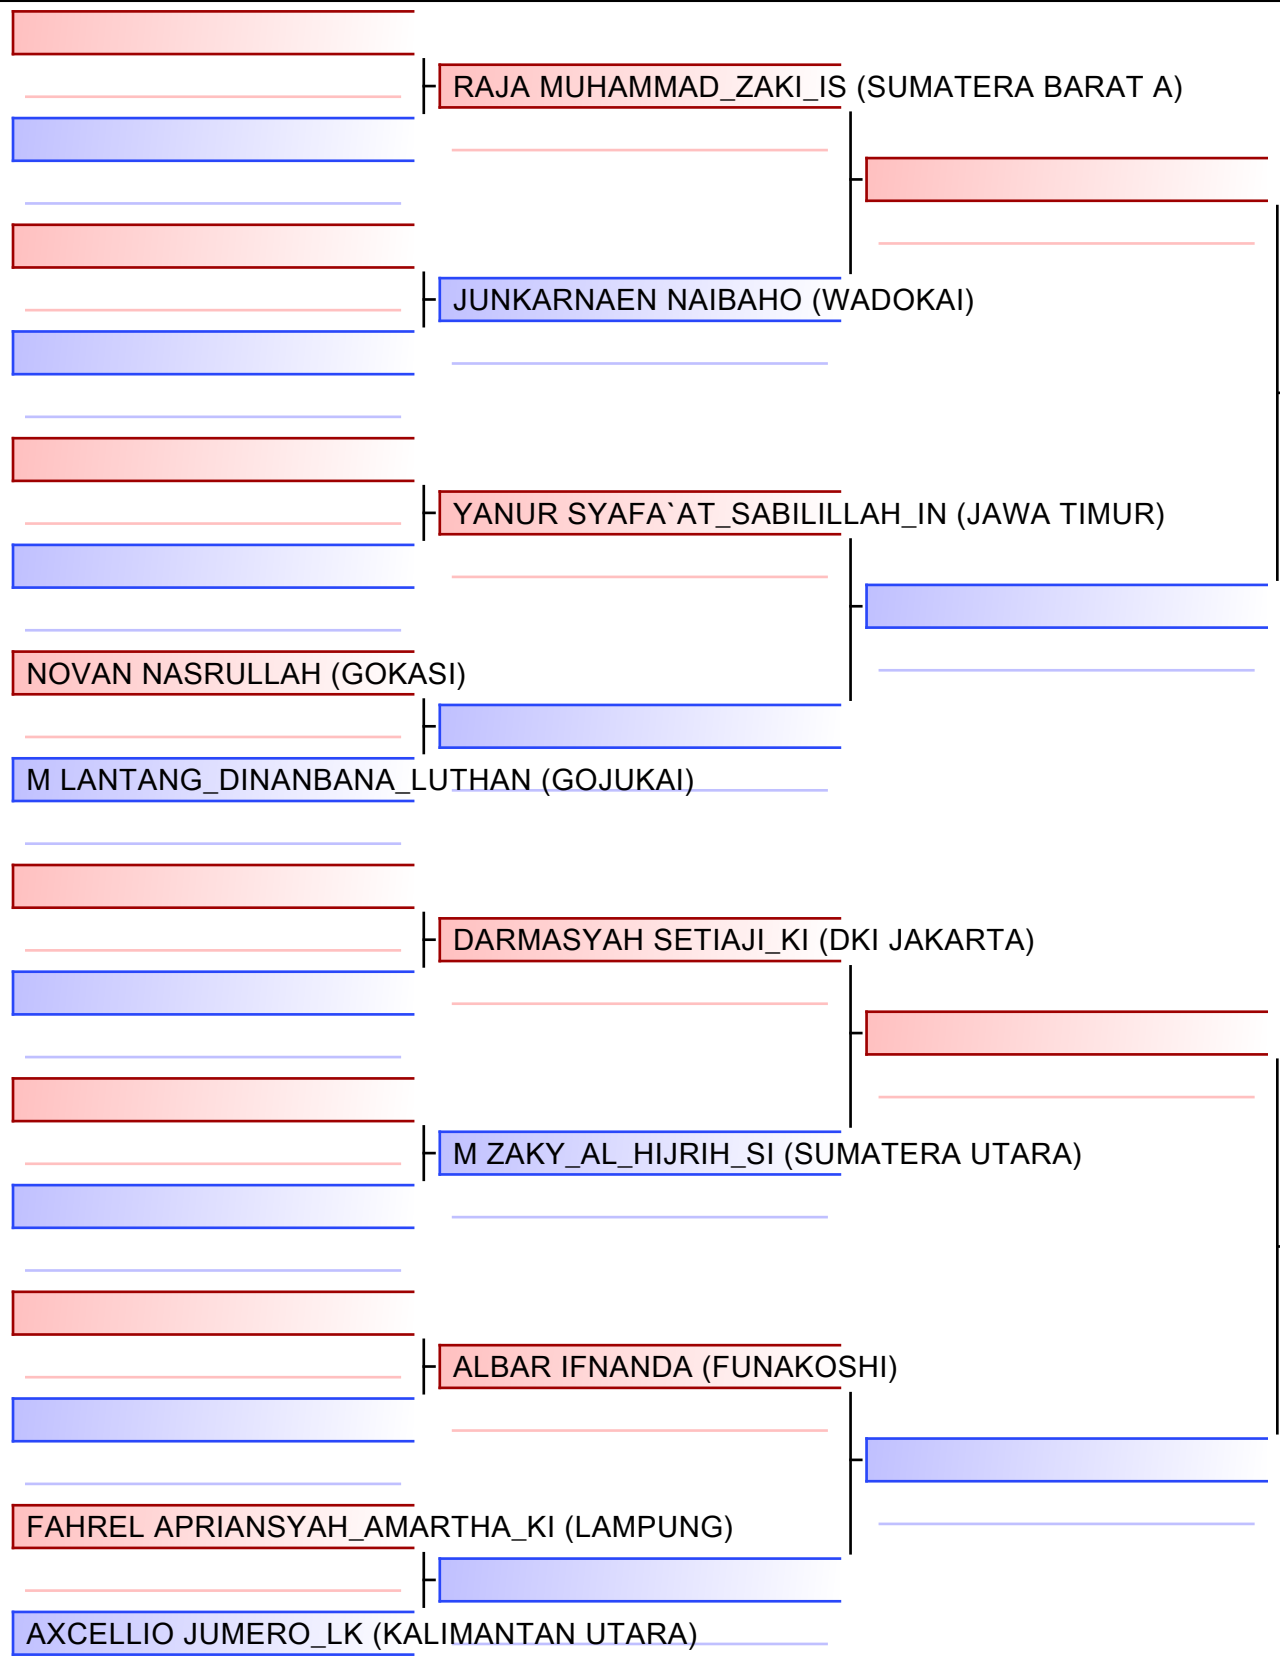 RAJA MUHAMMAD_ZAKI_IS (SUMATERA BARAT A)
JUNKARNAEN NAIBAHO (WADOKAI)
YANUR SYAFA`AT_SABILILLAH_IN (JAWA TIMUR)
NOVAN NASRULLAH (GOKASI)
M LANTANG_DINANBANA_LUTHAN (GOJUKAI)
DARMASYAH SETIAJI_KI (DKI JAKARTA)
M ZAKY_AL_HIJRIH_SI (SUMATERA UTARA)
ALBAR IFNANDA (FUNAKOSHI)
FAHREL APRIANSYAH_AMARTHA_KI (LAMPUNG)
AXCELLIO JUMERO_LK (KALIMANTAN UTARA)